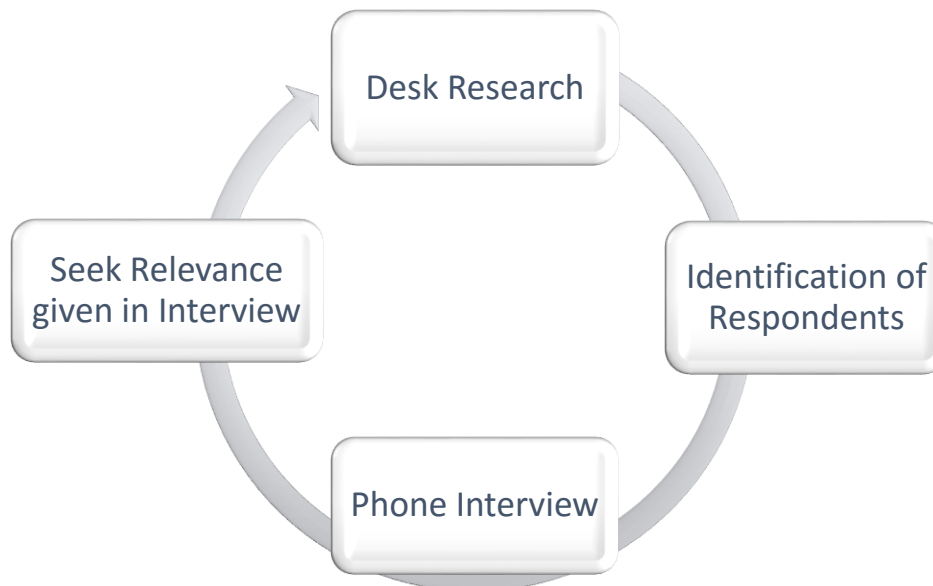 Desk Research
Identification of
Respondents
Phone Interview
Seek Relevance
given in Interview